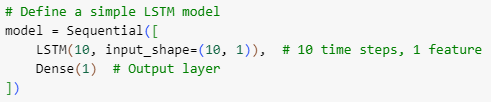 # Define a simple LSTM model
model = Sequential([
    LSTM(10, input_shape=(10, 1)),  # 10 time steps, 1 feature
    Dense(1)  # Output layer
])